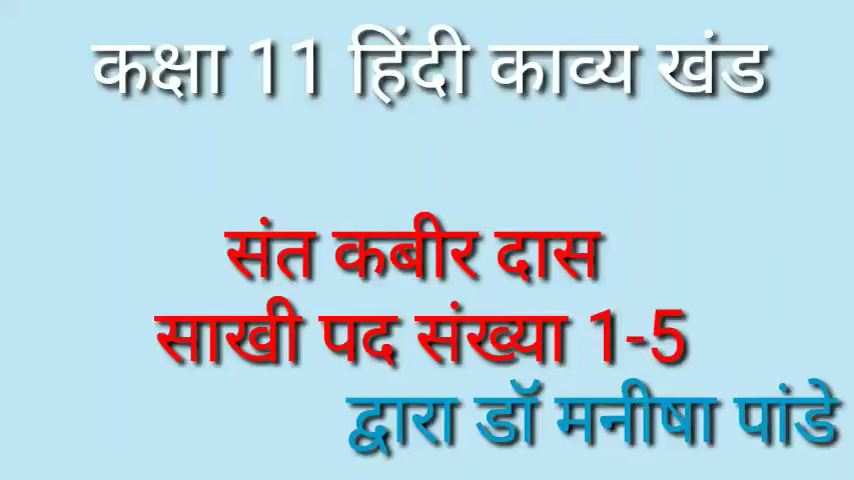 कक्षा 11 हिंदी काव्य खंड
संत कबीर दास
साखी पद संख्या 1-5
द्वारा डॉ मनीषा पांडे